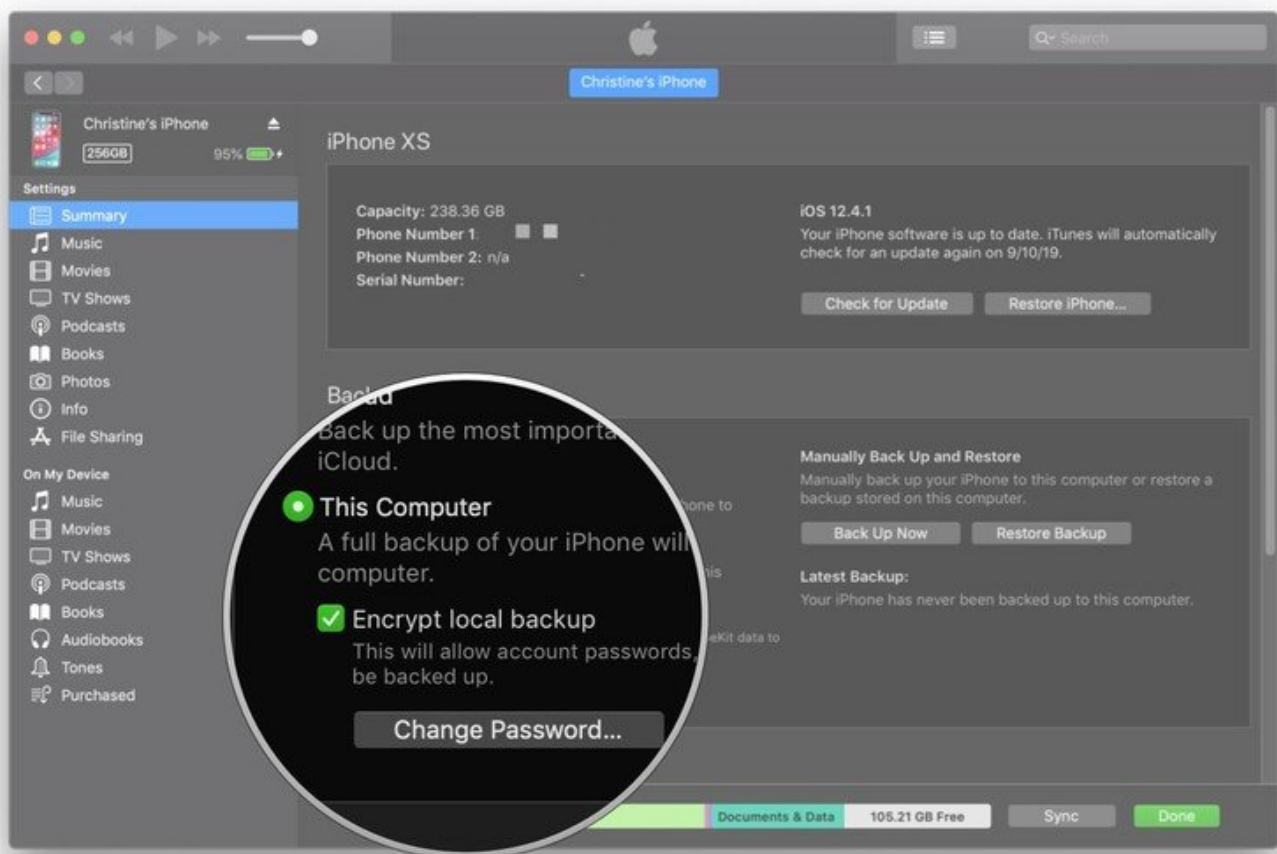 Search
Christine's iPhone
Christine's iPhone
256GB
95%
Settings
Summary
Music
Movies
TV Shows
Podcasts
Books
Photos
Info
File Sharing
On My Device
Music
Movies
TV Shows
Podcasts
Books
Audiobooks
Tones
Purchased
iPhone XS
Capacity: 238.36 GB
Phone Number 1:
Phone Number 2: n/a
Serial Number:
iOS 12.4.1
Your iPhone software is up to date. iTunes will automatically
check for an update again on 9/10/19.
Check for Update
Restore iPhone...
Back up the most
iCloud.
This Computer
A full backup of your iPhone will
computer.
Encrypt local backup
This will allow account passwords,
be backed up.
Change Password...
to
data to
Manually Back Up and Restore
Manually back up your iPhone to this computer or restore a
backup stored on this computer.
Back Up Now
Restore Backup
Latest Backup:
Your iPhone has never been backed up to this computer.
Documents & Data
105.21 GB Free
Sync
Done